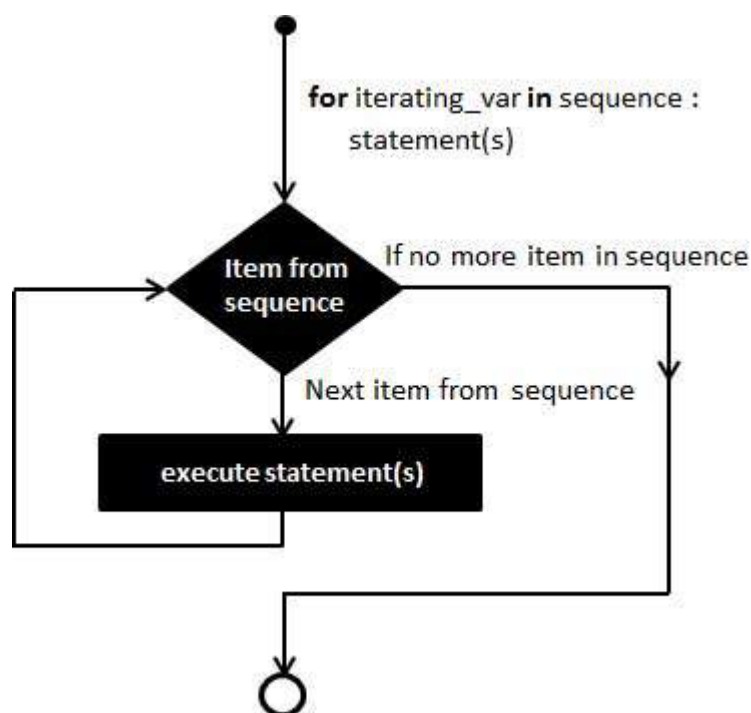 for iterating_var in sequence :
statement(s)
If no more item in sequence
Item from
sequence
Next item from sequence
execute statement(s)